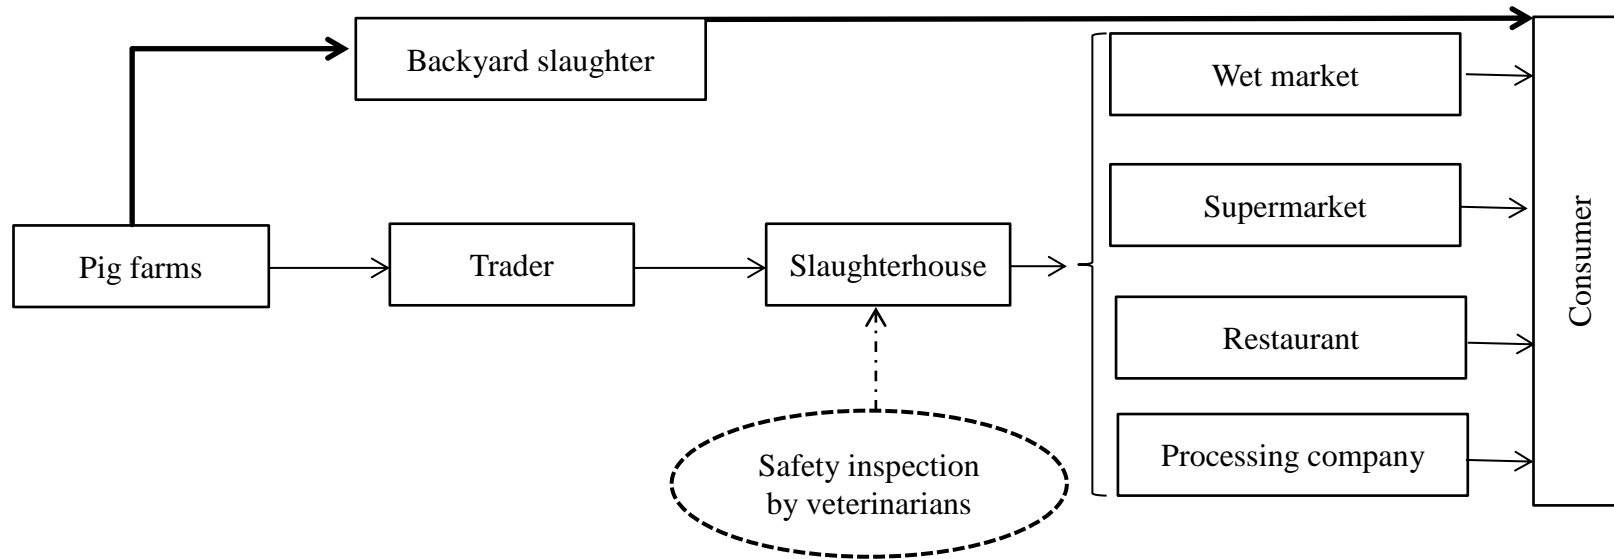 Backyard slaughter
Wet market
Supermarket
Pig farms
Trader
Slaughterhouse
Restaurant
Processing company
Consumer
Safety inspection
by veterinarians